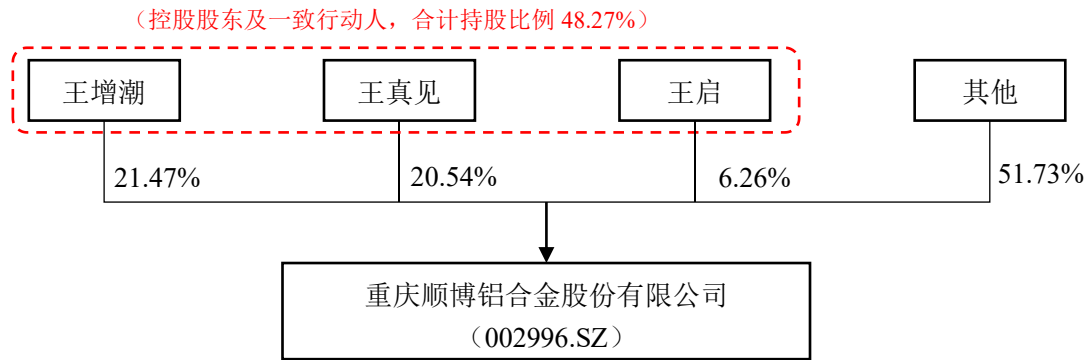 （控股股东及一致行动人，合计持股比例 48.27%）
王增潮
王真见
王启
其他
21.47%
20.54%
6.26%
51.73%
重庆顺博铝合金股份有限公司
（002996.SZ）